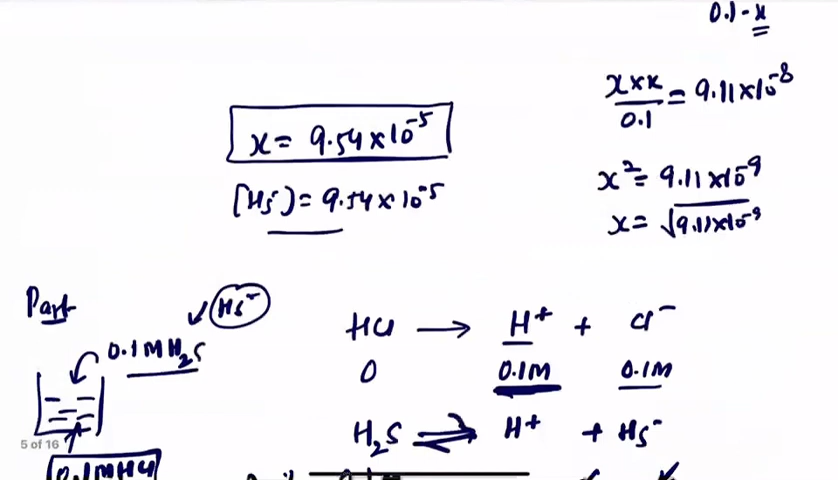 0.1-x
x×x/0.1 = 9.11×10⁻⁸
x = 9.54×10⁻⁵
[HS⁻) = 9.54×10⁻⁵
x² = 9.11×10⁻⁹
x = √9.11×10⁻⁹
Part
HS⁻
HCl → H⁺ + Cl⁻
0.1M H₂S
0 0.1M 0.1M
H₂S ⇌ H⁺ + HS⁻
5 of 16
0.1M HCl